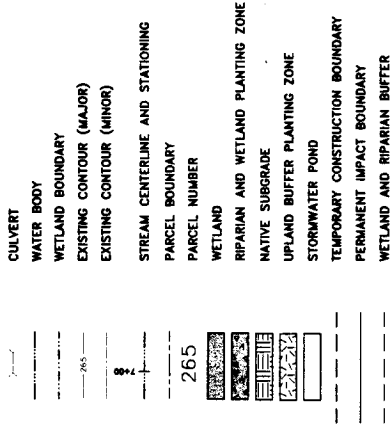 CULVERT
WATER BODY
WETLAND BOUNDARY
265 EXISTING CONTOUR (MAJOR)
EXISTING CONTOUR (MINOR)
7+00 STREAM CENTERLINE AND STATIONING
PARCEL BOUNDARY
265 PARCEL NUMBER
WETLAND
RIPARIAN AND WETLAND PLANTING ZONE
NATIVE SUBGRADE
UPLAND BUFFER PLANTING ZONE
STORMWATER POND
TEMPORARY CONSTRUCTION BOUNDARY
PERMANENT IMPACT BOUNDARY
WETLAND AND RIPARIAN BUFFER